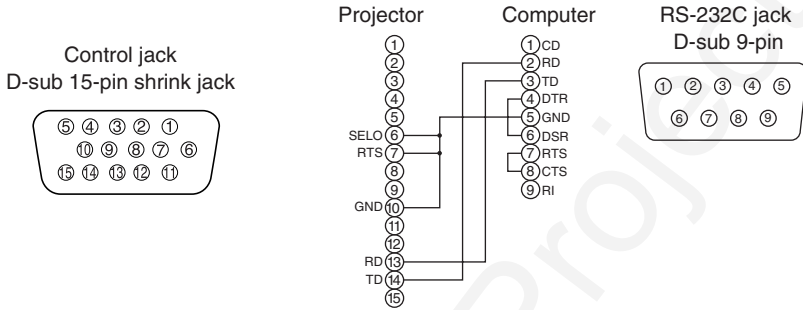 Control jack
D-sub 15-pin shrink jack
5 4 3 2 1
10 9 8 7 6
15 14 13 12 11
Projector
1
2
3
4
5
SELO 6
RTS 7
8
9
GND 10
11
12
RD 13
TD 14
15
Computer
1 CD
2 RD
3 TD
4 DTR
5 GND
6 DSR
7 RTS
8 CTS
9 RI
RS-232C jack
D-sub 9-pin
1 2 3 4 5
6 7 8 9
Project